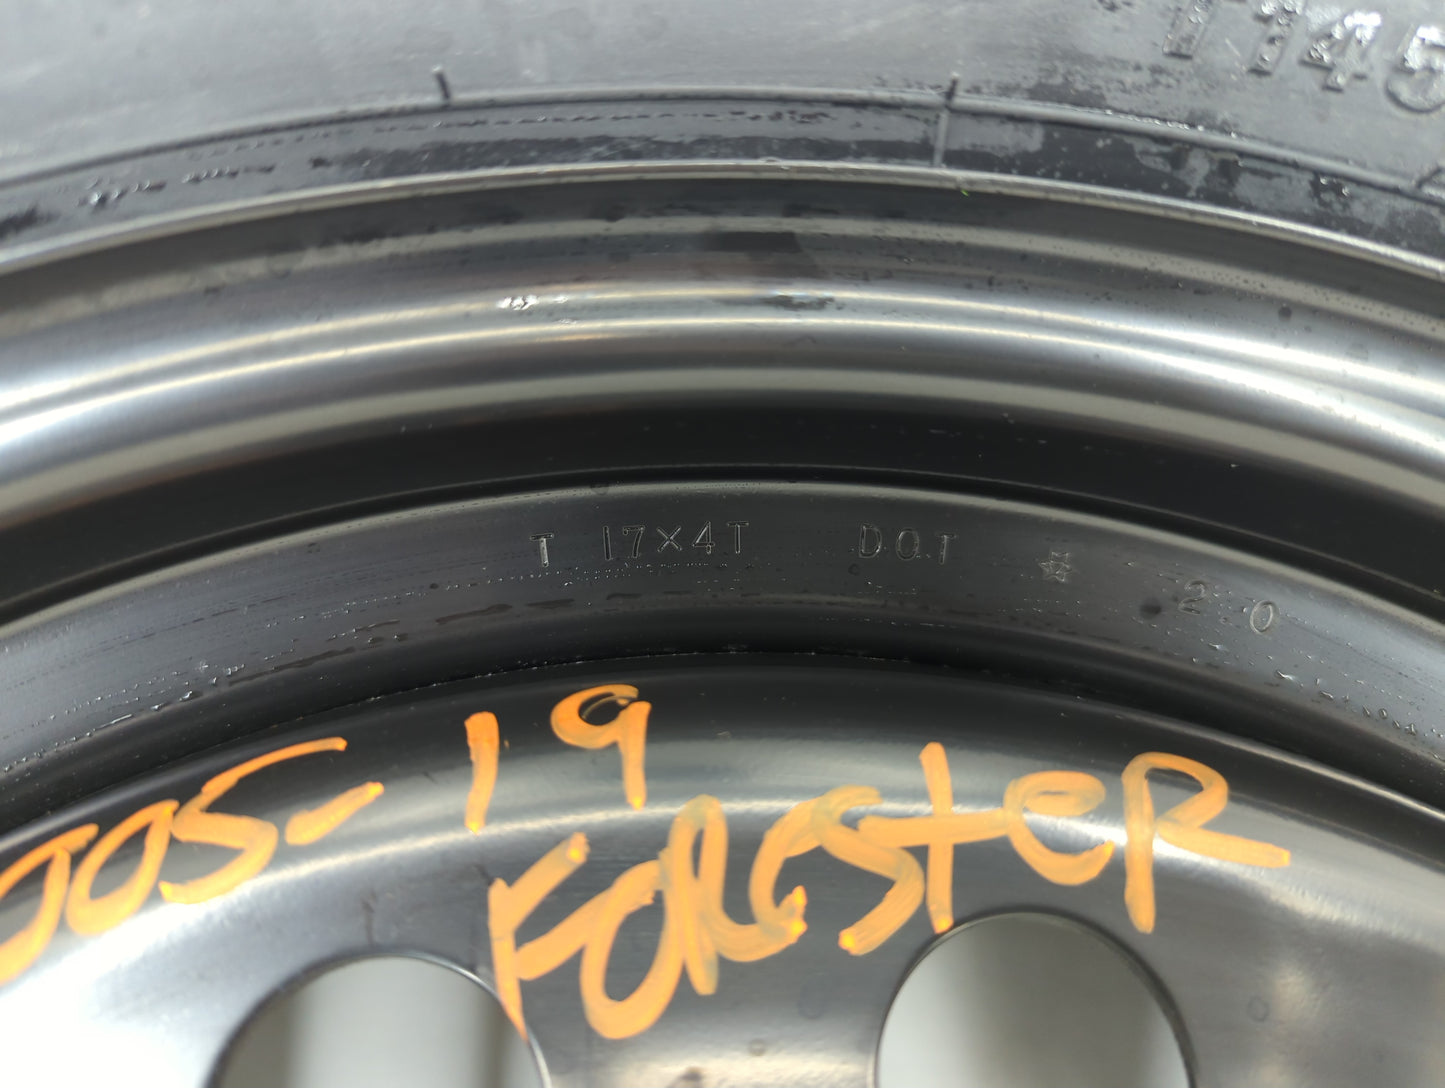 T145
T 17×4T DOT 20
005-19
FORESTER